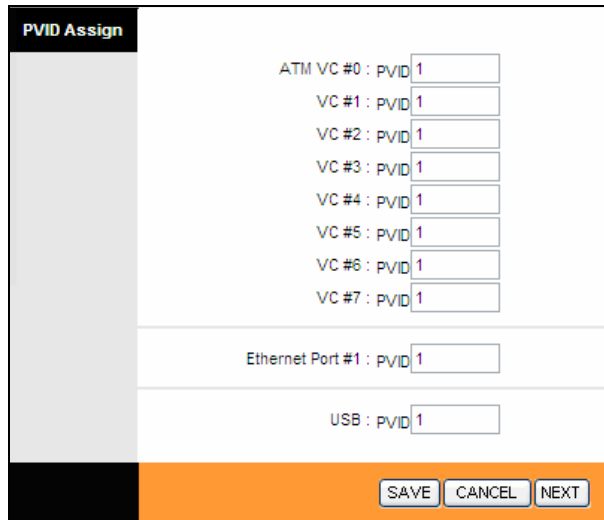 PVID Assign
ATM VC #0 : PVID 1
VC #1 : PVID 1
VC #2 : PVID 1
VC #3 : PVID 1
VC #4 : PVID 1
VC #5 : PVID 1
VC #6 : PVID 1
VC #7 : PVID 1
Ethernet Port #1 : PVID 1
USB : PVID 1
SAVE CANCEL NEXT